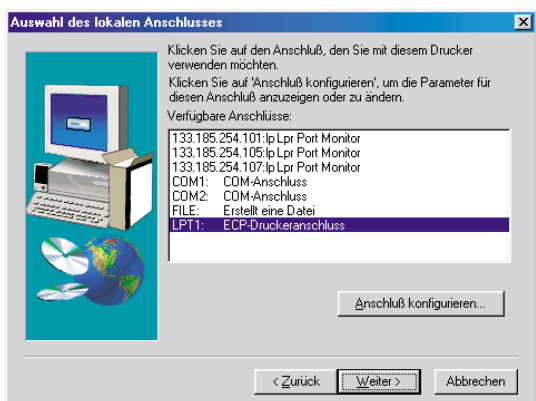 Auswahl des lokalen Anschlusses
Klicken Sie auf den Anschluß, den Sie mit diesem Drucker
verwenden möchten.
Klicken Sie auf 'Anschluß konfigurieren', um die Parameter für
diesen Anschluß anzuzeigen oder zu ändern.
Verfügbare Anschlüsse:
133.185.254.101:Ip Lpr Port Monitor
133.185.254.105:Ip Lpr Port Monitor
133.185.254.107:Ip Lpr Port Monitor
COM1: COM-Anschluss
COM2: COM-Anschluss
FILE: Erstellt eine Datei
LPT1: ECP-Druckeranschluss
Anschluß konfigurieren...
< Zurück Weiter > Abbrechen